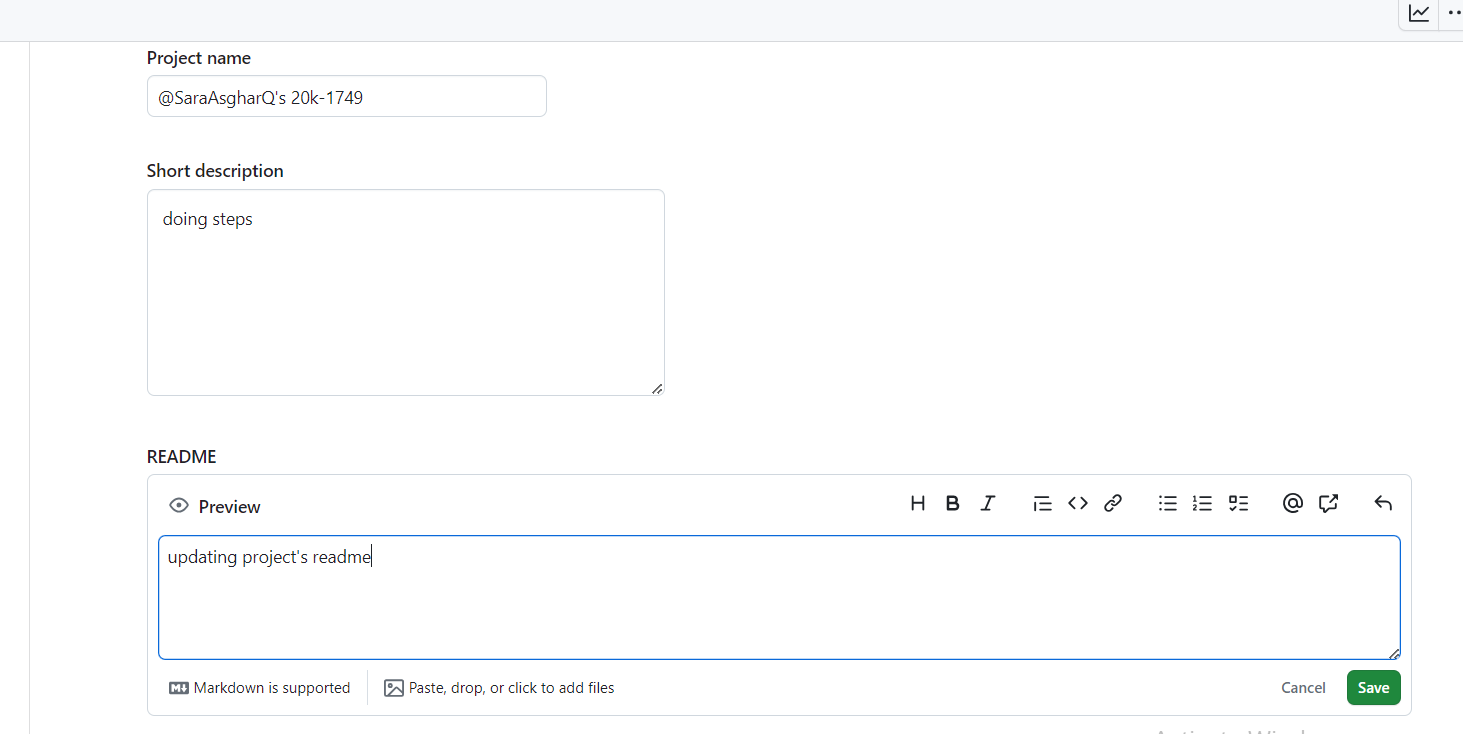 Project name
@SaraAsgharQ's 20k-1749
Short description
doing steps
README
Preview
updating project's readme
Markdown is supported
Paste, drop, or click to add files
Cancel
Save